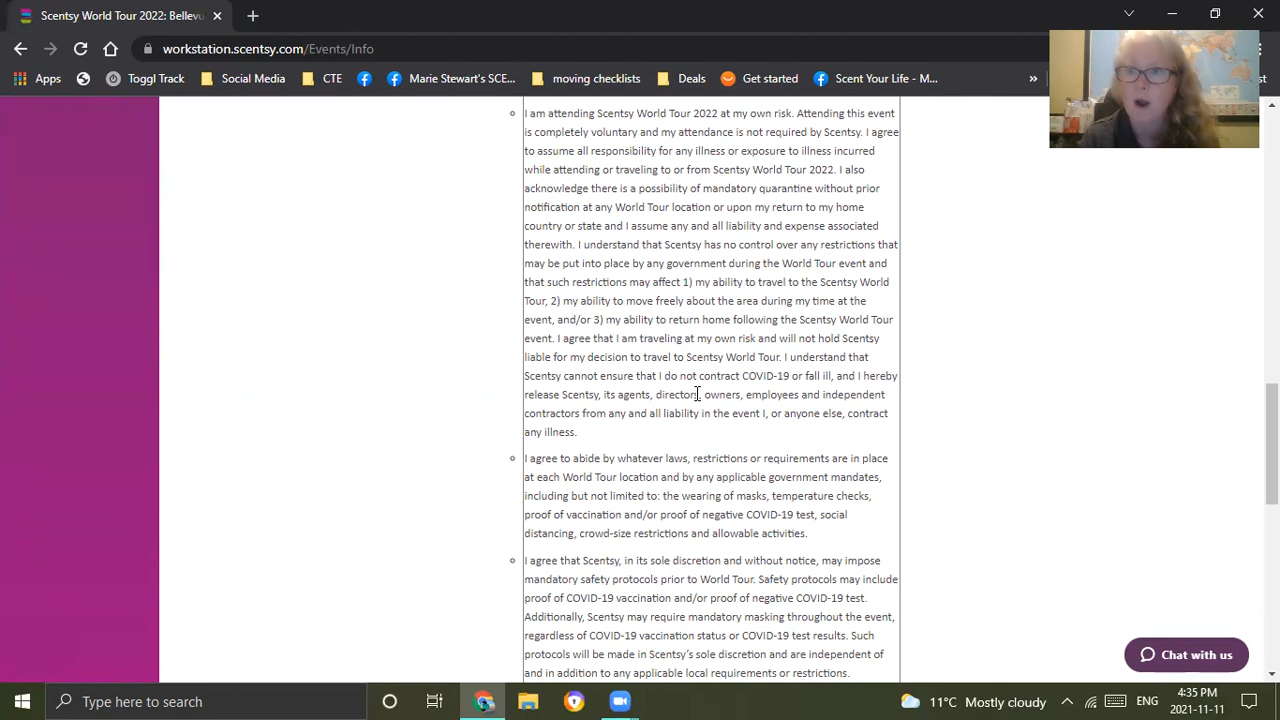 Scentsy World Tour 2022: Bellevu
workstation.scentsy.com/Events/Info
Apps
Toggl Track
Social Media
CTE
Marie Stewart's SCE...
moving checklists
Deals
Get started
Scent Your Life - M...
»
st
I am attending Scentsy World Tour 2022 at my own risk. Attending this event
is completely voluntary and my attendance is not required by Scentsy. I agree
to assume all responsibility for any illness or exposure to illness incurred
while attending or traveling to or from Scentsy World Tour 2022. I also
acknowledge there is a possibility of mandatory quarantine without prior
notification at any World Tour location or upon my return to my home
country or state and I assume any and all liability and expense associated
therewith. I understand that Scentsy has no control over any restrictions that
may be put into place by any government during the World Tour event and
that such restrictions may affect 1) my ability to travel to the Scentsy World
Tour, 2) my ability to move freely about the area during my time at the
event, and/or 3) my ability to return home following the Scentsy World Tour
event. I agree that I am traveling at my own risk and will not hold Scentsy
liable for my decision to travel to Scentsy World Tour. I understand that
Scentsy cannot ensure that I do not contract COVID-19 or fall ill, and I hereby
release Scentsy, its agents, directors, owners, employees and independent
contractors from any and all liability in the event I, or anyone else, contract
any illness.
I agree to abide by whatever laws, restrictions or requirements are in place
at each World Tour location and by any applicable government mandates,
including but not limited to: the wearing of masks, temperature checks,
proof of vaccination and/or proof of negative COVID-19 test, social
distancing, crowd-size restrictions and allowable activities.
I agree that Scentsy, in its sole discretion and without notice, may impose
mandatory safety protocols prior to World Tour. Safety protocols may include
proof of COVID-19 vaccination and/or proof of negative COVID-19 test.
Additionally, Scentsy may require mandatory masking throughout the event,
regardless of COVID-19 vaccination status or COVID-19 test results. Such
protocols will be made in Scentsy's sole discretion and are independent of
and in addition to any applicable local requirements or restrictions.
Chat with us
Type here to search
11°C Mostly cloudy
ENG
4:35 PM
2021-11-11